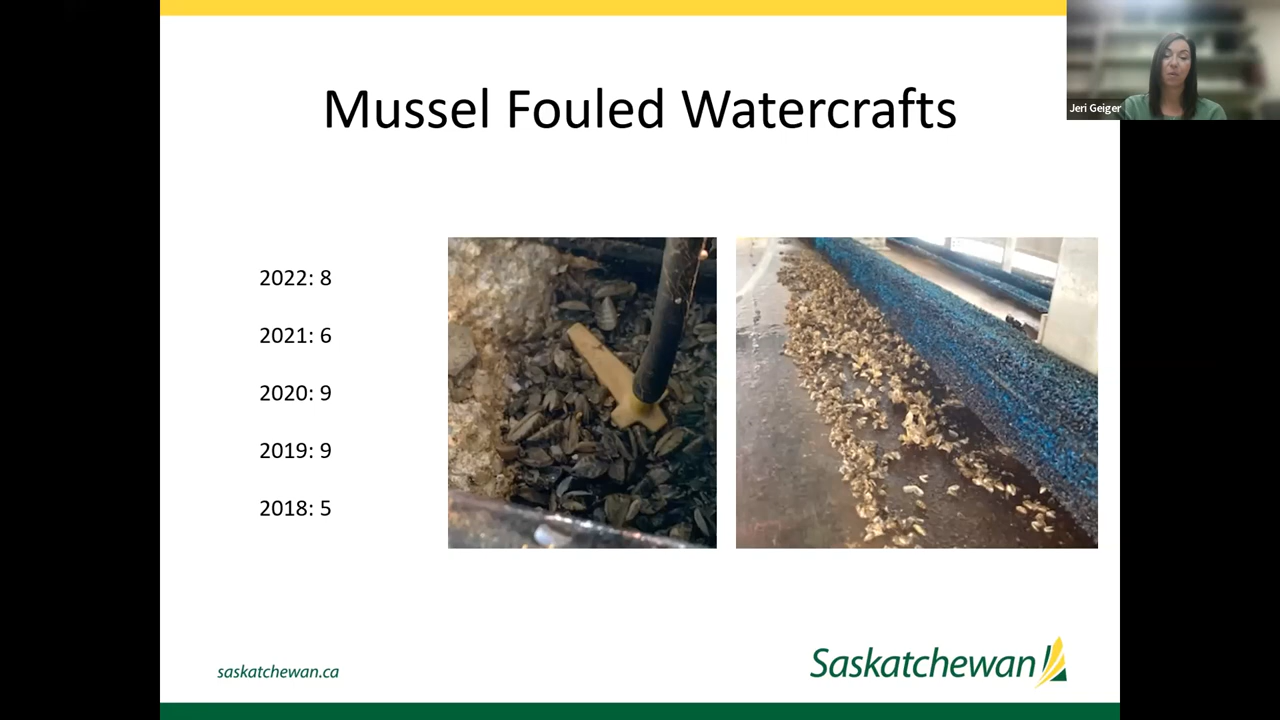 Mussel Fouled Watercrafts
Jeri Geiger
2022: 8
2021: 6
2020: 9
2019: 9
2018: 5
saskatchewan.ca
Saskatchewan